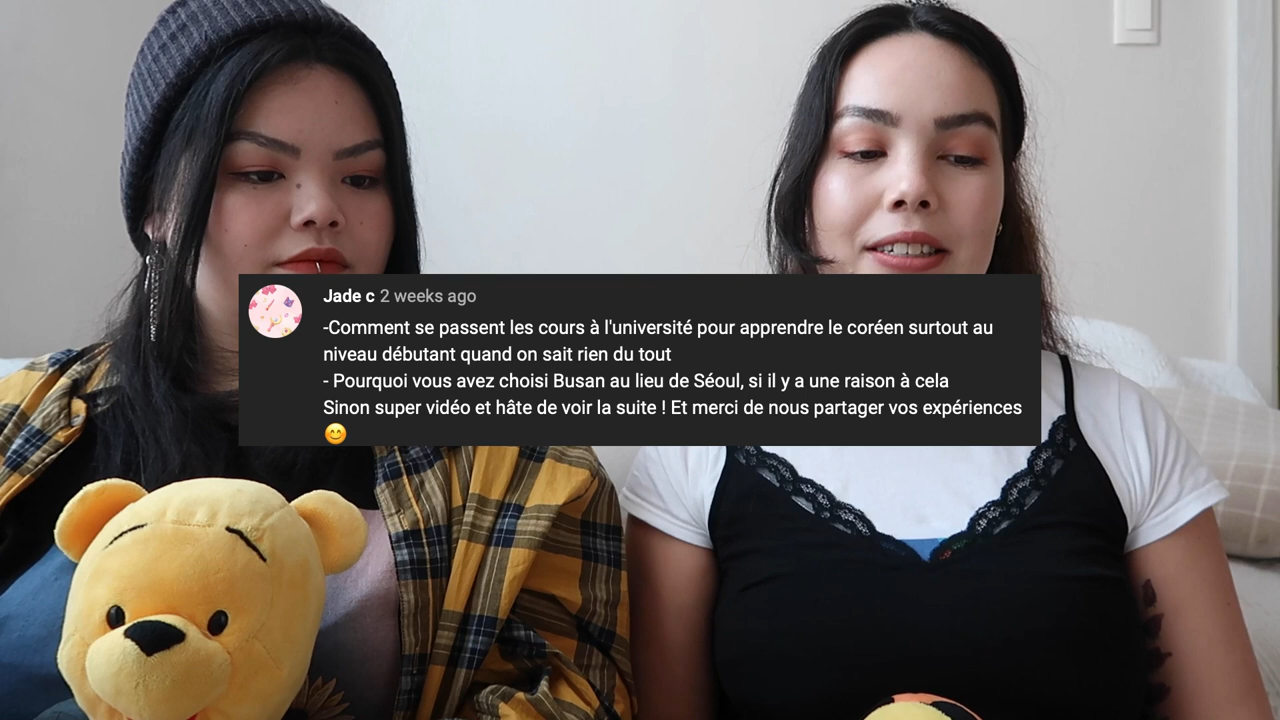 Jade c 2 weeks ago
-Comment se passent les cours à l'université pour apprendre le coréen surtout au
niveau débutant quand on sait rien du tout
- Pourquoi vous avez choisi Busan au lieu de Séoul, si il y a une raison à cela
Sinon super vidéo et hâte de voir la suite ! Et merci de nous partager vos expériences
😊